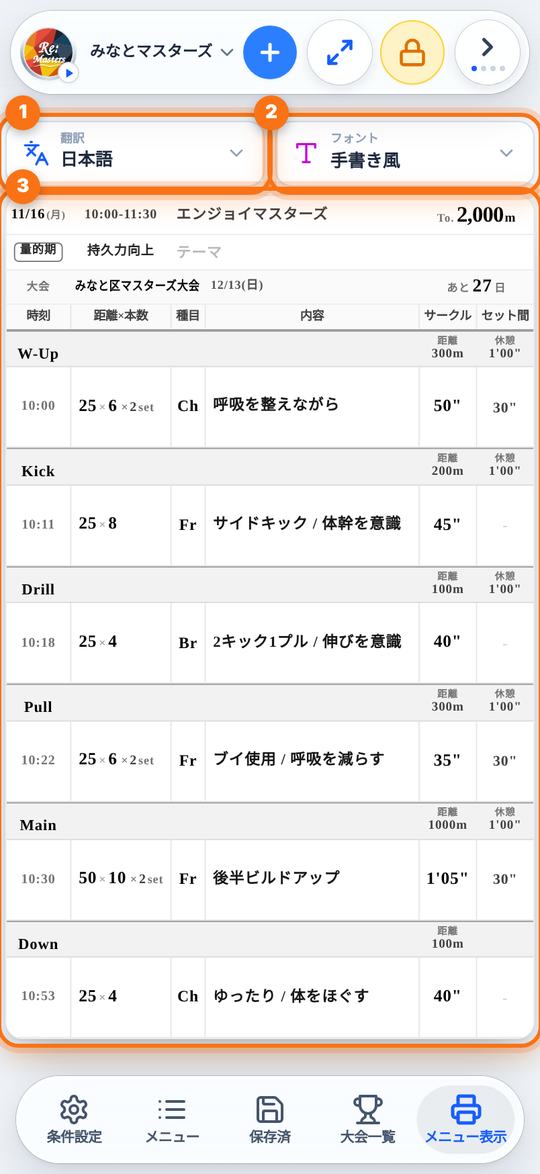 Re:
Masters
みなとマスターズ
1
2
翻訳
日本語
フォント
手書き風
3
11/16(月) 10:00-11:30 エンジョイマスターズ To. 2,000m
量的期 持久力向上 テーマ
大会 みなと区マスターズ大会 12/13(日) あと 27 日
時刻 距離×本数 種目 内容 サークル セット間
W-Up 距離 300m 休憩 1'00"
10:00 25×6 ×2set Ch 呼吸を整えながら 50" 30"
Kick 距離 200m 休憩 1'00"
10:11 25×8 Fr サイドキック / 体幹を意識 45" -
Drill 距離 100m 休憩 1'00"
10:18 25×4 Br 2キック1プル / 伸びを意識 40" -
Pull 距離 300m 休憩 1'00"
10:22 25×6 ×2set Fr ブイ使用 / 呼吸を減らす 35" 30"
Main 距離 1000m 休憩 1'00"
10:30 50×10 ×2set Fr 後半ビルドアップ 1'05" 30"
Down 距離 100m
10:53 25×4 Ch ゆったり / 体をほぐす 40" -
条件設定 メニュー 保存済 大会一覧 メニュー表示